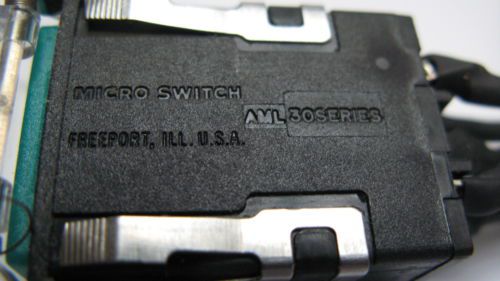 MICRO SWITCH
FREEPORT, ILL. U.S.A.
AML 30SERIES